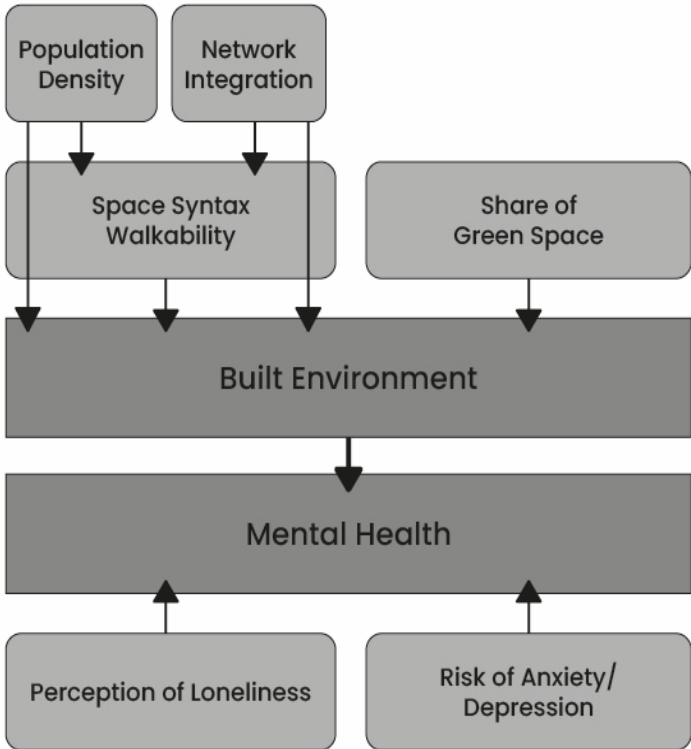 Population
Density
Network
Integration
Space Syntax
Walkability
Share of
Green Space
Built Environment
Mental Health
Perception of Loneliness
Risk of Anxiety/
Depression